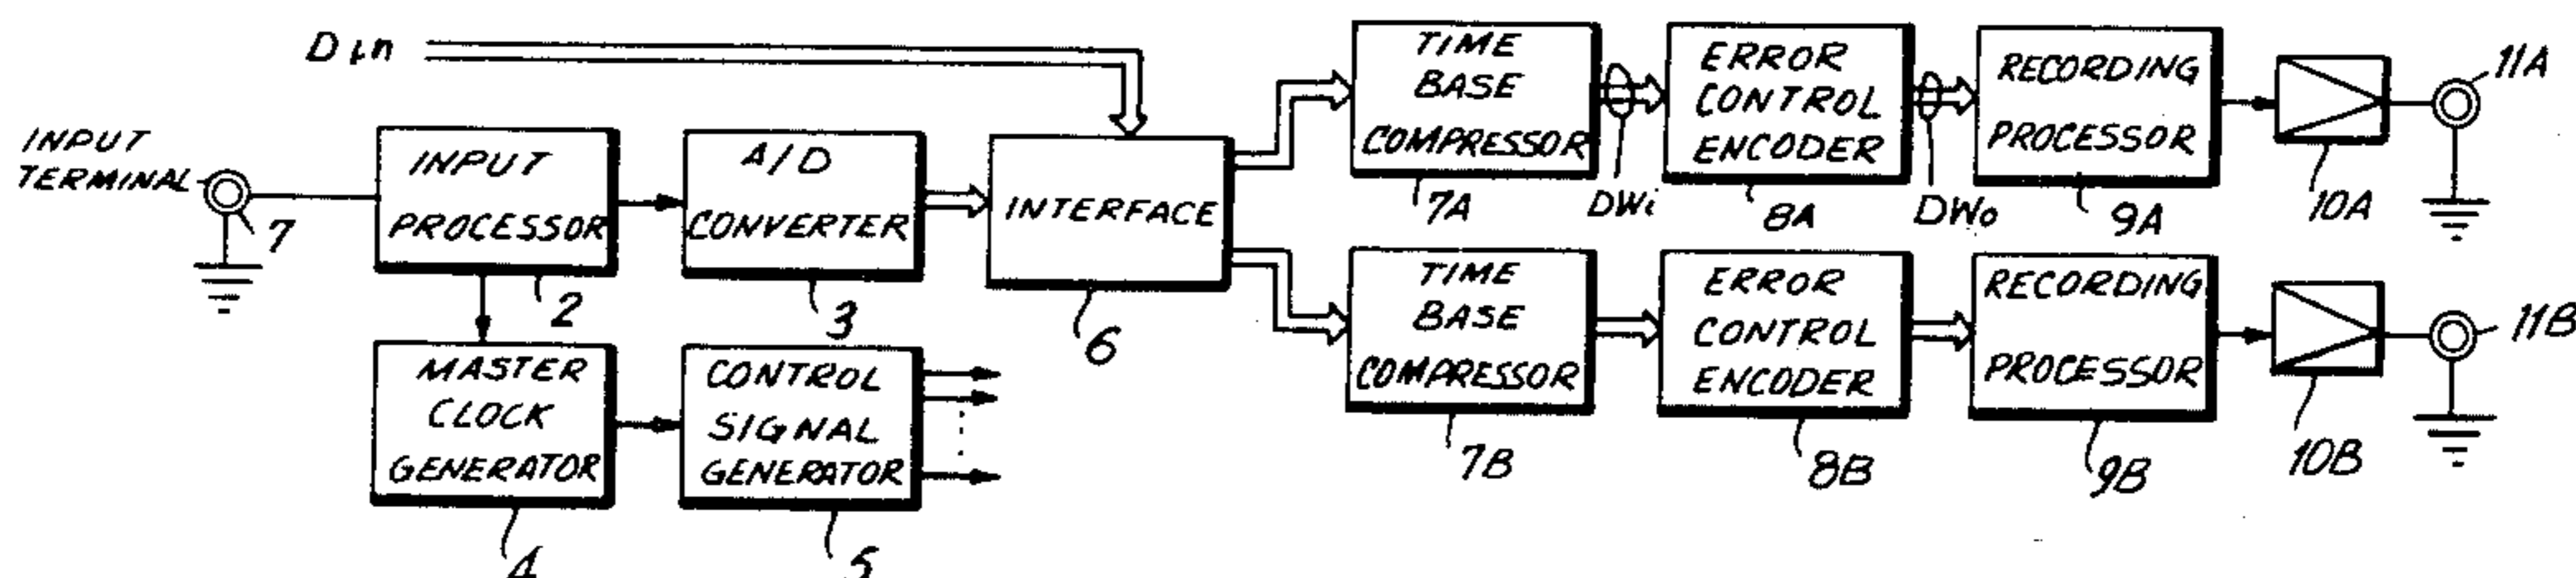 Din
INPUT
TERMINAL
7
INPUT
PROCESSOR
2
A/D
CONVERTER
3
INTERFACE
6
MASTER
CLOCK
GENERATOR
4
CONTROL
SIGNAL
GENERATOR
5
TIME
BASE
COMPRESSOR
7A
DWi
ERROR
CONTROL
ENCODER
8A
DWo
RECORDING
PROCESSOR
9A
10A
11A
TIME
BASE
COMPRESSOR
7B
ERROR
CONTROL
ENCODER
8B
RECORDING
PROCESSOR
9B
10B
11B